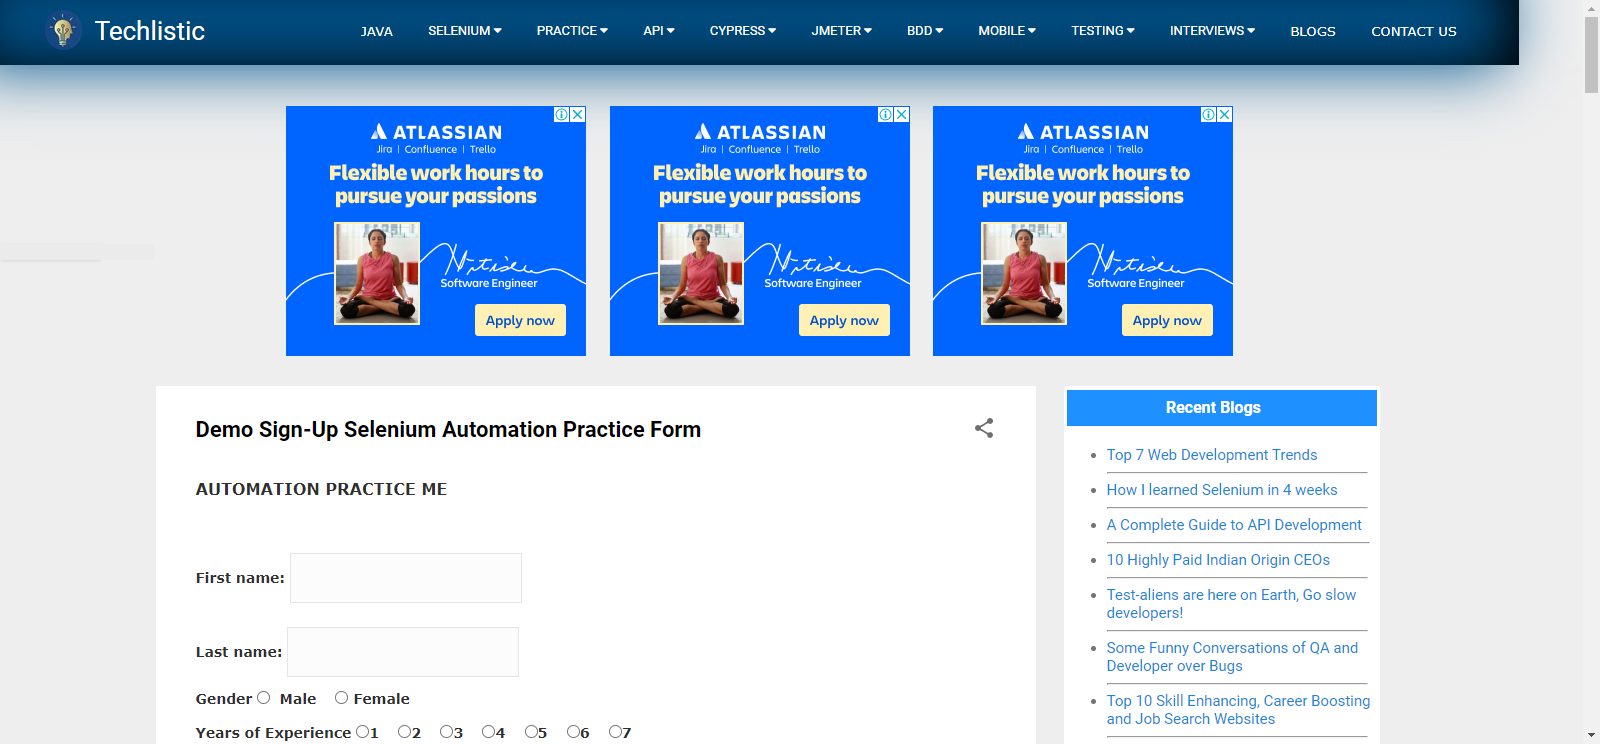 Techlistic
JAVA
SELENIUM
PRACTICE
API
CYPRESS
JMETER
BDD
MOBILE
TESTING
INTERVIEWS
BLOGS
CONTACT US
ATLASSIAN
Jira | Confluence | Trello
Flexible work hours to
pursue your passions
Software Engineer
Apply now
ATLASSIAN
Jira | Confluence | Trello
Flexible work hours to
pursue your passions
Software Engineer
Apply now
ATLASSIAN
Jira | Confluence | Trello
Flexible work hours to
pursue your passions
Software Engineer
Apply now
Demo Sign-Up Selenium Automation Practice Form
AUTOMATION PRACTICE ME
First name:
Last name:
Gender Male Female
Years of Experience 1 2 3 4 5 6 7
Recent Blogs
Top 7 Web Development Trends
How I learned Selenium in 4 weeks
A Complete Guide to API Development
10 Highly Paid Indian Origin CEOs
Test-aliens are here on Earth, Go slow
developers!
Some Funny Conversations of QA and
Developer over Bugs
Top 10 Skill Enhancing, Career Boosting
and Job Search Websites